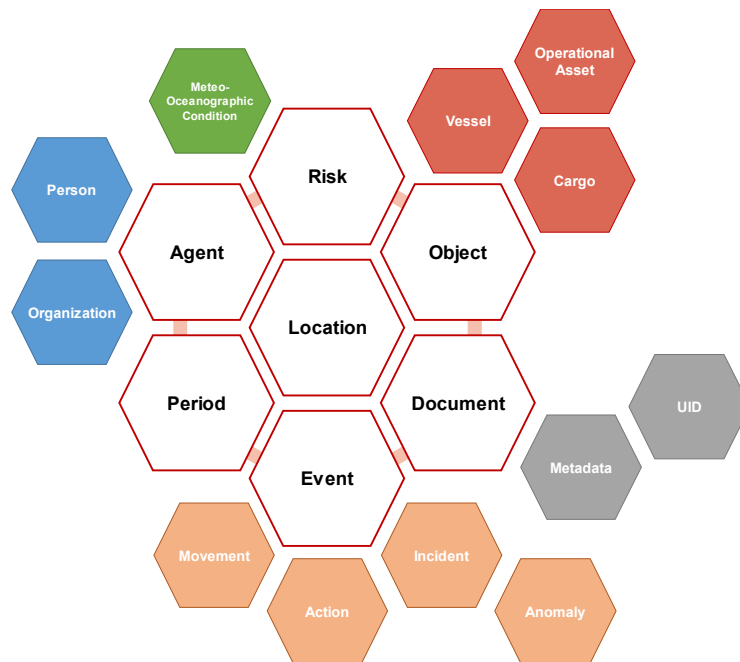 Operational
Asset
Meteo-
Oceanographic
Condition
Vessel
Risk
Cargo
Person
Agent
Object
Organization
Location
Period
Document
UID
Metadata
Event
Movement
Incident
Action
Anomaly